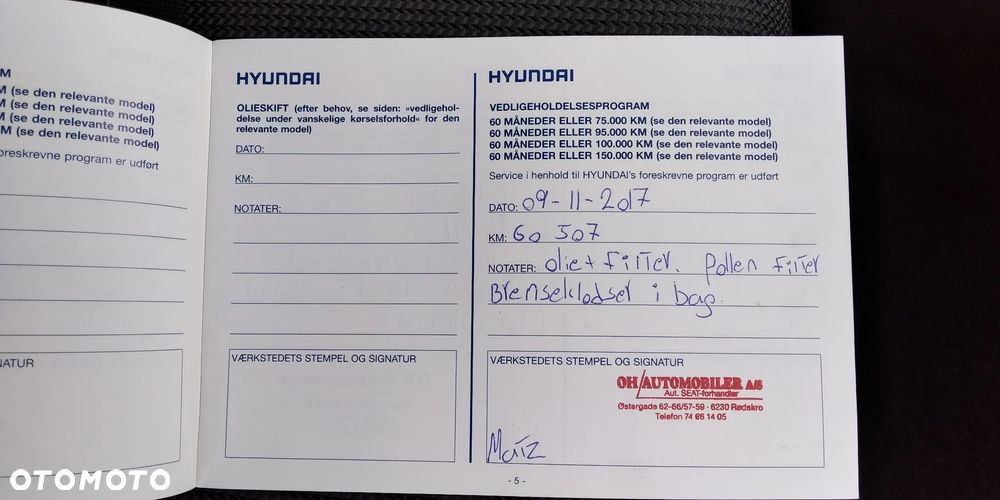 M
M (se den relevante model)
M (se den relevante model)
M (se den relevante model)
M (se den relevante model)
oreskrevne program er udført
NATUR
HYUNDAI
OLIESKIFT (efter behov, se siden: »vedligehol-
delse under vanskelige kørselsforhold« for den
relevante model)
DATO:
KM:
NOTATER:
VÆRKSTEDETS STEMPEL OG SIGNATUR
HYUNDAI
VEDLIGEHOLDELSESPROGRAM
60 MÅNEDER ELLER 75.000 KM (se den relevante model)
60 MÅNEDER ELLER 95.000 KM (se den relevante model)
60 MÅNEDER ELLER 100.000 KM (se den relevante model)
60 MÅNEDER ELLER 150.000 KM (se den relevante model)
Service i henhold til HYUNDAI's foreskrevne program er udført
DATO: 09-11-2017
KM: 60 507
NOTATER: olie + filter. pollen filter
Bremseklodser i bag.
VÆRKSTEDETS STEMPEL OG SIGNATUR
OH/AUTOMOBILER A/S
Aut. SEAT-forhandler
Østergade 62-66/57-59 - 6230 Rødekro
Telefon 74 66 14 05
Matz
- 5 -
OTOMOTO